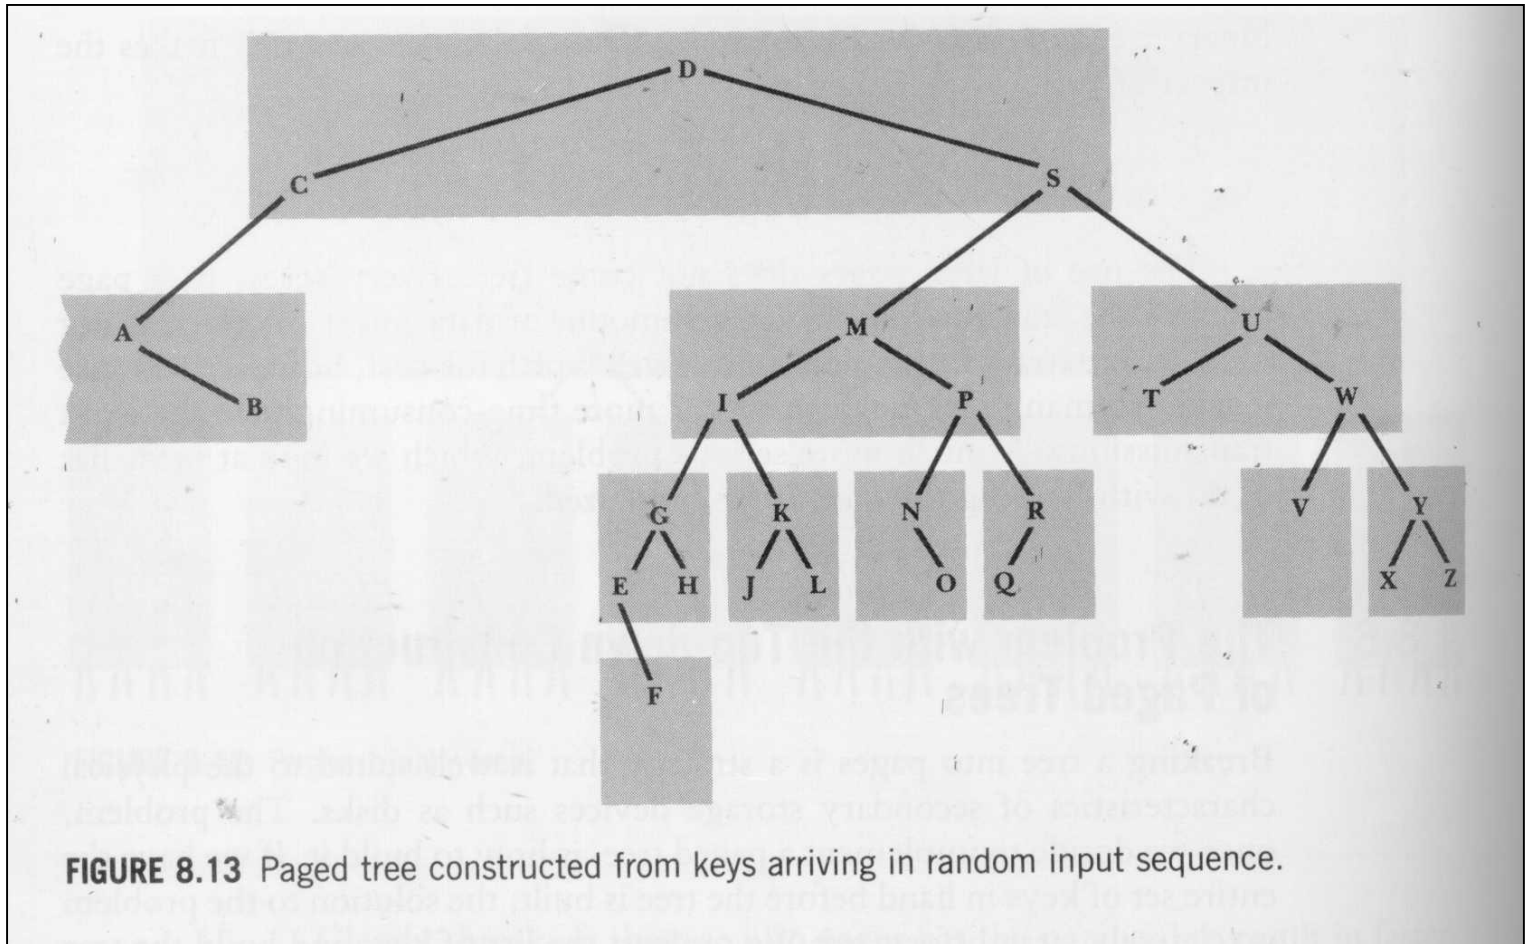 D
C S
A M U
B I P T W
G K N R V Y
E H J L O Q X Z
F
FIGURE 8.13 Paged tree constructed from keys arriving in random input sequence.